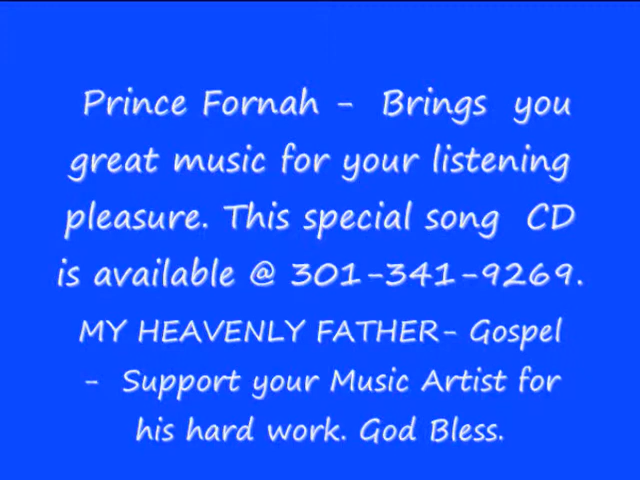 Prince Fornah - Brings you
great music for your listening
pleasure. This special song CD
is available @ 301-341-9269.
MY HEAVENLY FATHER- Gospel
- Support your Music Artist for
his hard work. God Bless.